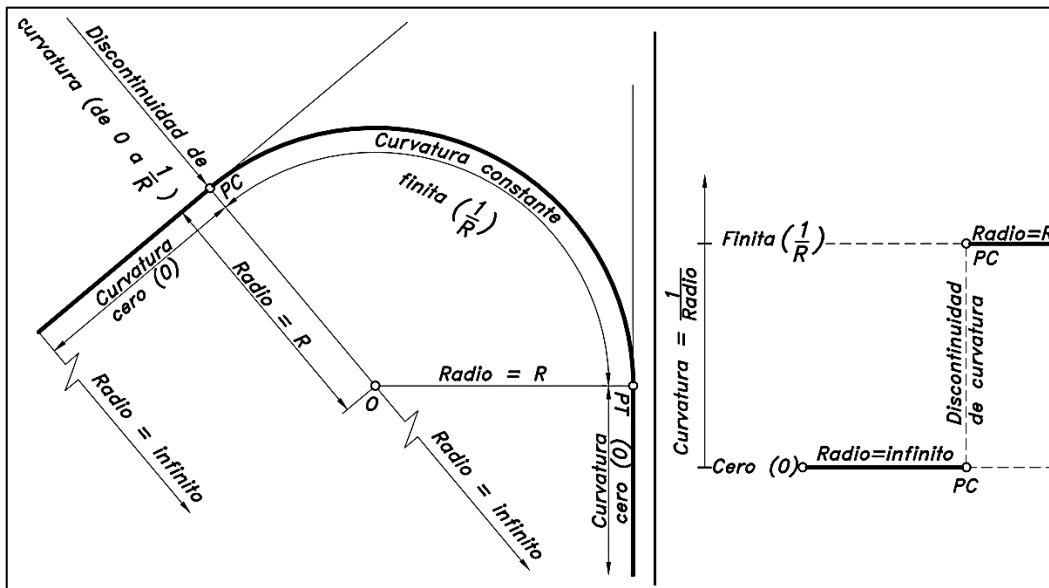 Discontinuidad de
curvatura (de 0 a 1/R)
PC
Curvatura constante
finita (1/R)
Curvatura
cero (0)
Radio = R
Radio = infinito
O
Radio = R
PT
Radio = infinito
Curvatura
cero (0)
Curvatura = 1/Radio
Finita (1/R)
Radio=R
PC
Discontinuidad
de curvatura
Cero (0)
Radio=infinito
PC